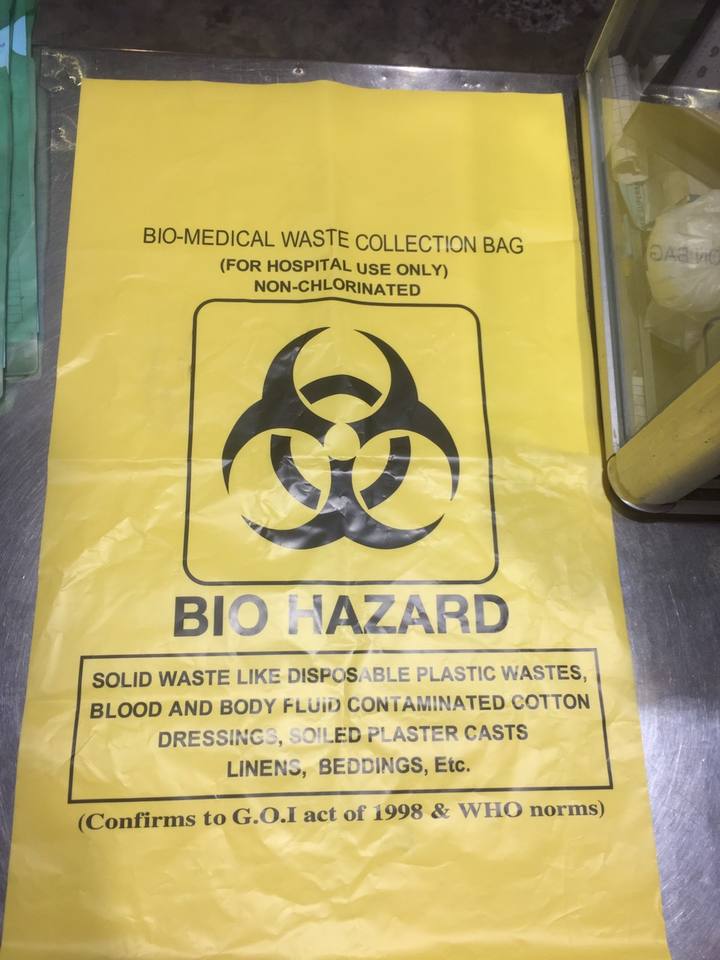 BIO-MEDICAL WASTE COLLECTION BAG
(FOR HOSPITAL USE ONLY)
NON-CHLORINATED
BIO HAZARD
SOLID WASTE LIKE DISPOSABLE PLASTIC WASTES,
BLOOD AND BODY FLUID CONTAMINATED COTTON
DRESSINGS, SOILED PLASTER CASTS
LINENS, BEDDINGS, Etc.
(Confirms to G.O.I act of 1998 & WHO norms)
ON BAG